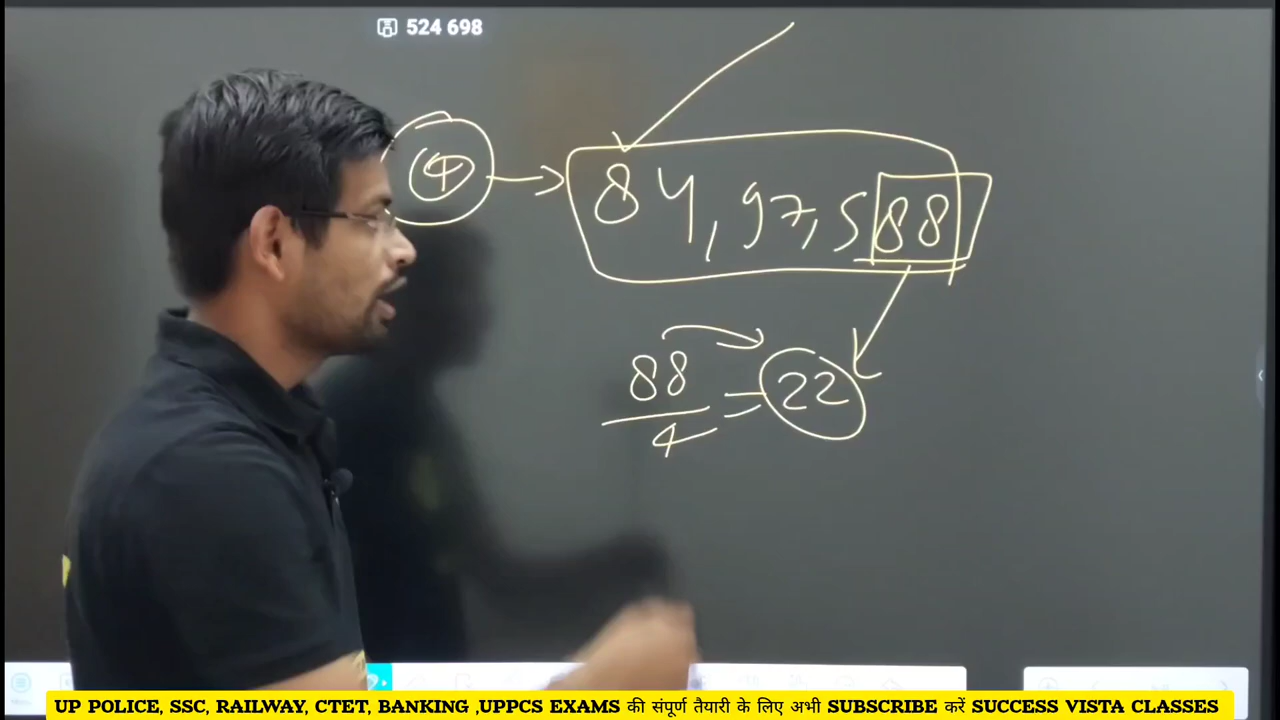 524 698
4 → 84,97,588
88/4 = 22
UP POLICE, SSC, RAILWAY, CTET, BANKING ,UPPCS EXAMS की संपूर्ण तैयारी के लिए अभी SUBSCRIBE करें SUCCESS VISTA CLASSES